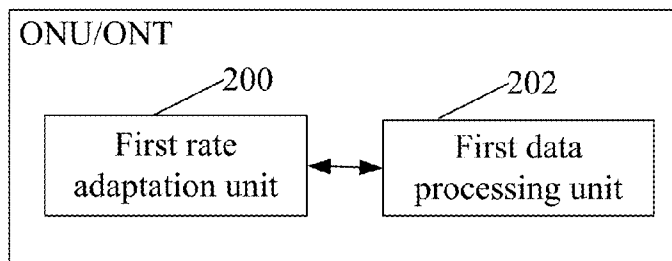 ONU/ONT
200
202
First rate
adaptation unit
First data
processing unit